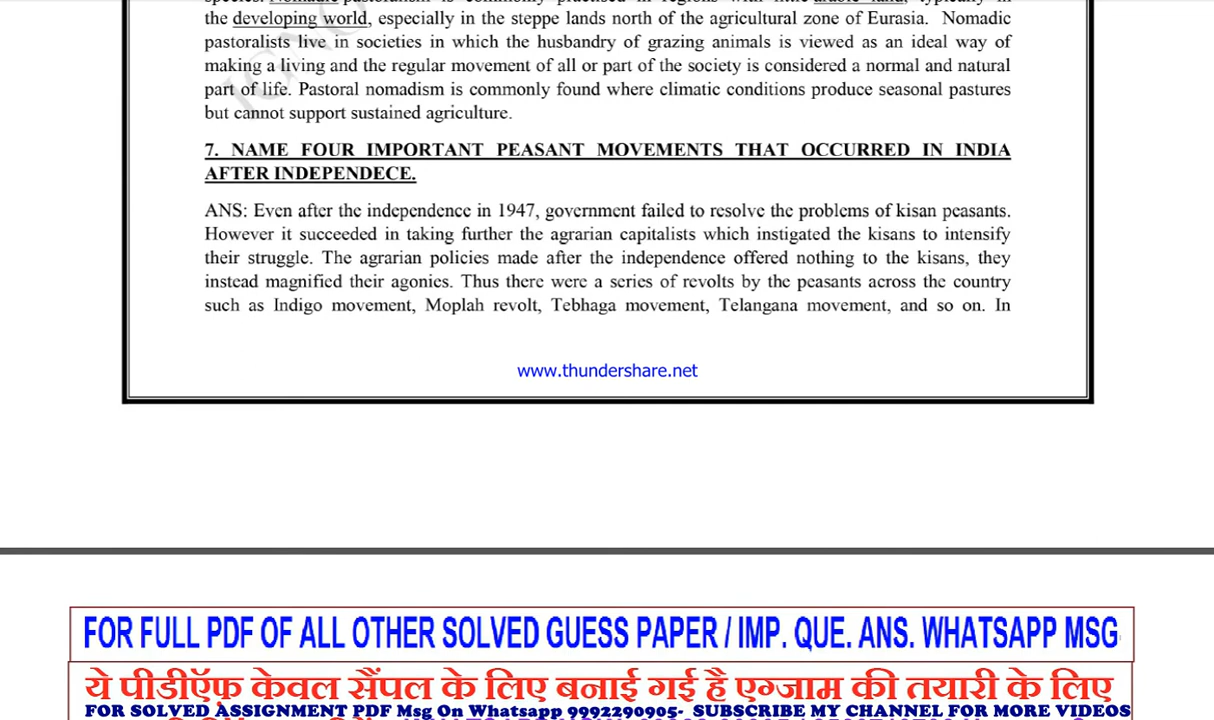 the developing world, especially in the steppe lands north of the agricultural zone of Eurasia. Nomadic
pastoralists live in societies in which the husbandry of grazing animals is viewed as an ideal way of
making a living and the regular movement of all or part of the society is considered a normal and natural
part of life. Pastoral nomadism is commonly found where climatic conditions produce seasonal pastures
but cannot support sustained agriculture.
7. NAME FOUR IMPORTANT PEASANT MOVEMENTS THAT OCCURRED IN INDIA
AFTER INDEPENDECE.
ANS: Even after the independence in 1947, government failed to resolve the problems of kisan peasants.
However it succeeded in taking further the agrarian capitalists which instigated the kisans to intensify
their struggle. The agrarian policies made after the independence offered nothing to the kisans, they
instead magnified their agonies. Thus there were a series of revolts by the peasants across the country
such as Indigo movement, Moplah revolt, Tebhaga movement, Telangana movement, and so on. In
www.thundershare.net
FOR FULL PDF OF ALL OTHER SOLVED GUESS PAPER / IMP. QUE. ANS. WHATSAPP MSG
ये पीडीऍफ़ केवल सैंपल के लिए बनाई गई है एग्जाम की तयारी के लिए
FOR SOLVED ASSIGNMENT PDF Msg On Whatsapp 9992290905- SUBSCRIBE MY CHANNEL FOR MORE VIDEOS